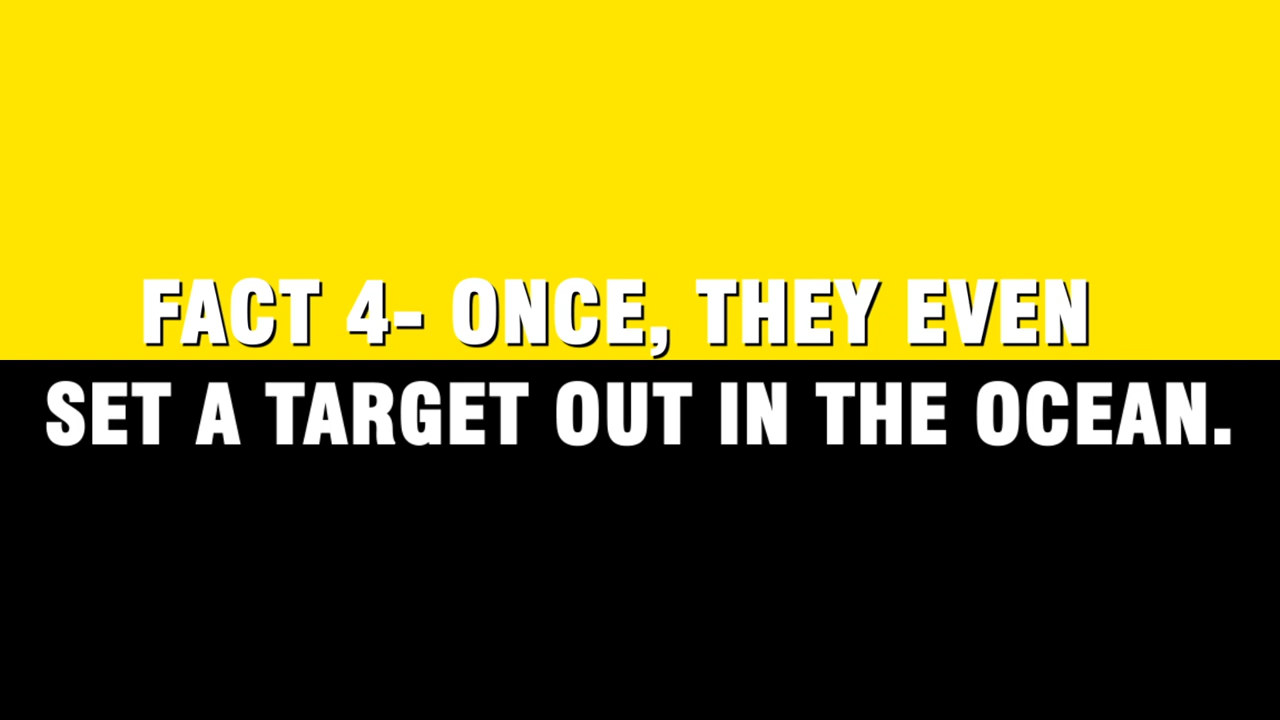 FACT 4- ONCE, THEY EVEN
SET A TARGET OUT IN THE OCEAN.